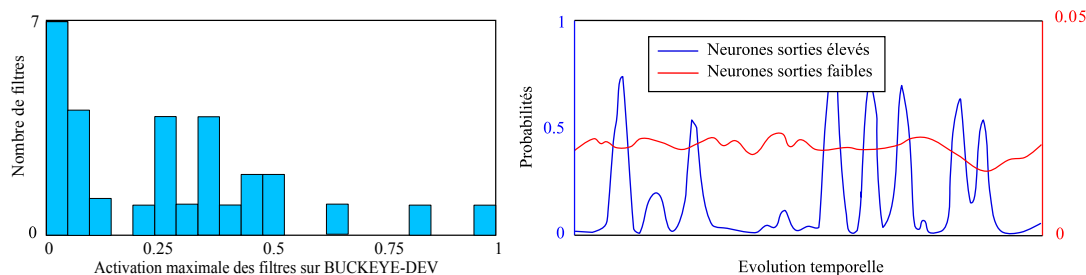 7
Nombre de filtres
0
0
0.25
0.5
0.75
1
Activation maximale des filtres sur BUCKEYE-DEV
1
0.5
0
Probabilités
Neurones sorties élevés
Neurones sorties faibles
0.05
0
Evolution temporelle